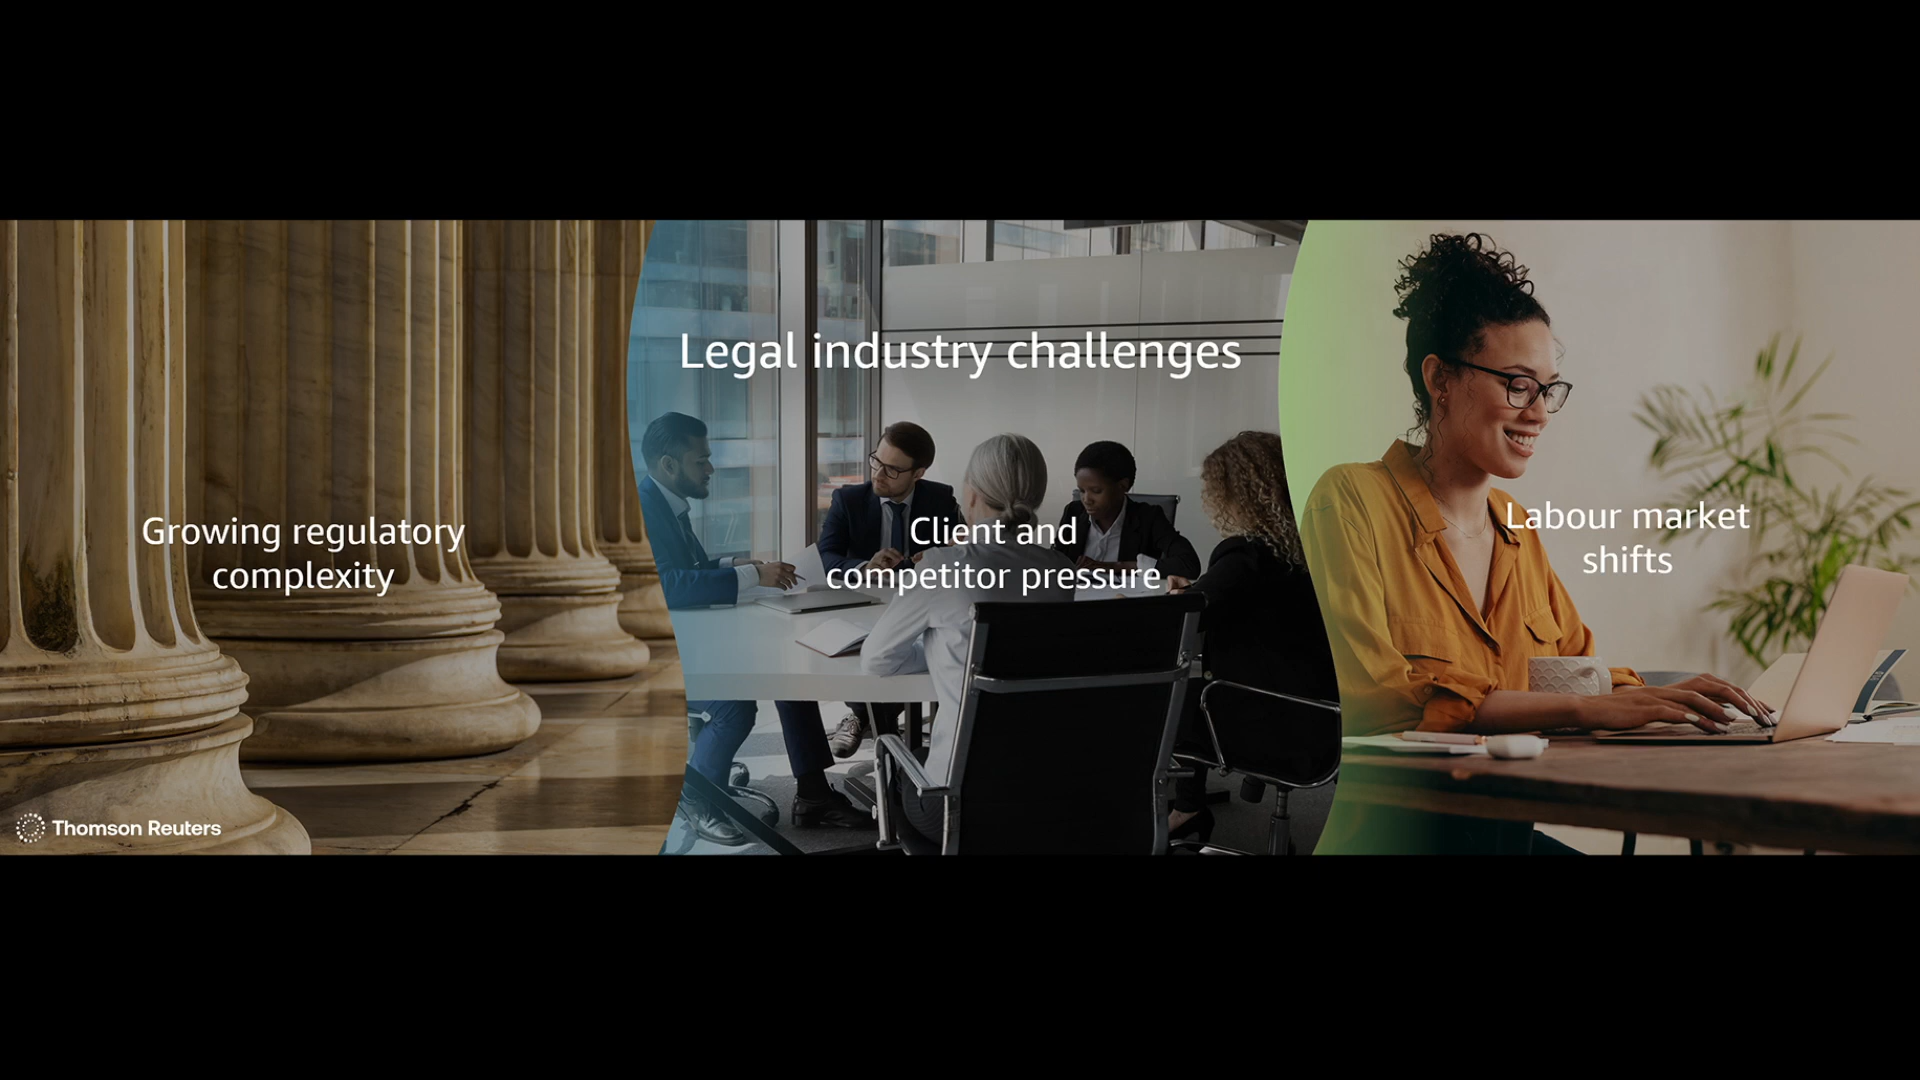 Legal industry challenges
Growing regulatory
complexity
Client and
competitor pressure
Labour market
shifts
Thomson Reuters